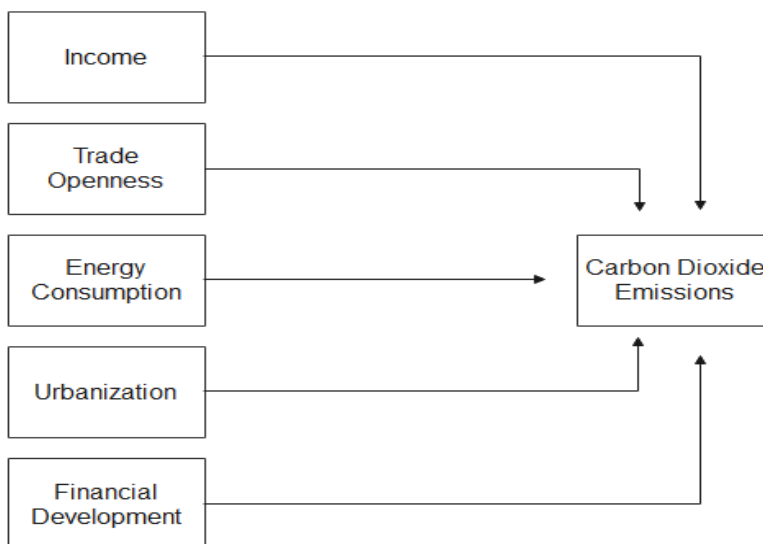 Income
Trade
Openness
Energy
Consumption
Carbon Dioxide
Emissions
Urbanization
Financial
Development